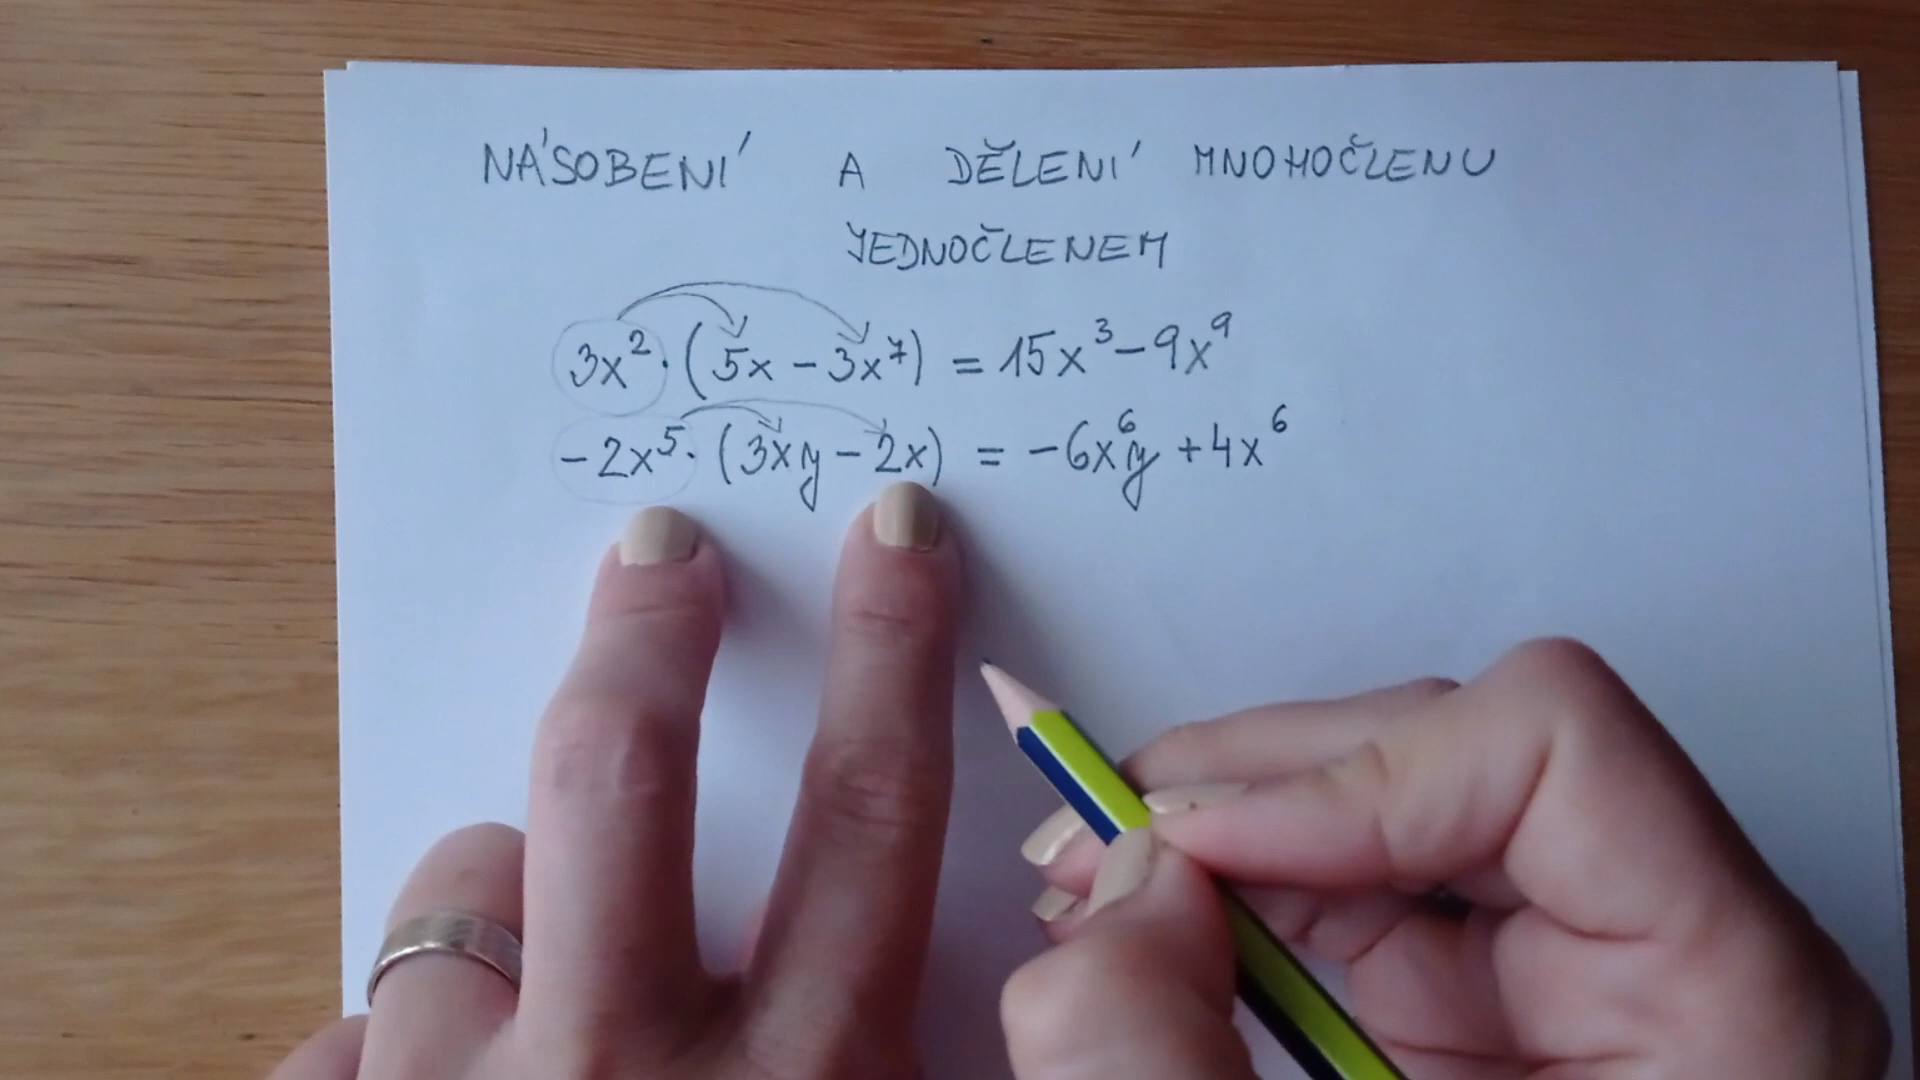 NÁSOBENÍ A DĚLENÍ MNOHOČLENU
JEDNOČLENEM
3x² · (5x − 3x⁷) = 15x³ − 9x⁹
−2x⁵ · (3xy − 2x) = −6x⁶y + 4x⁶